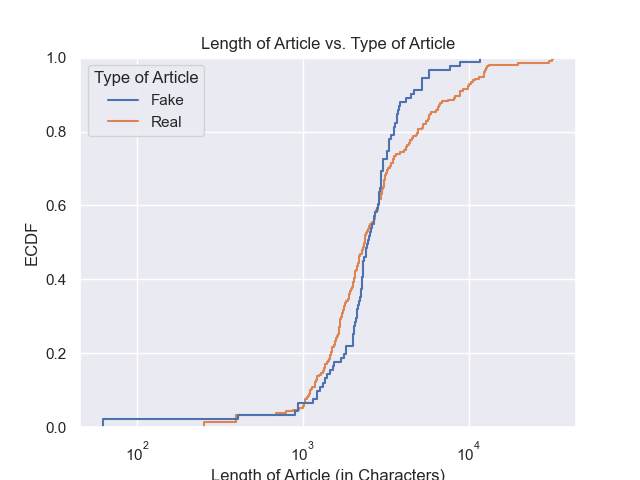 Length of Article vs. Type of Article
Type of Article
Fake
Real
1.0
0.8
0.6
0.4
0.2
0.0
ECDF
10² 10³ 10⁴
Length of Article (in Characters)